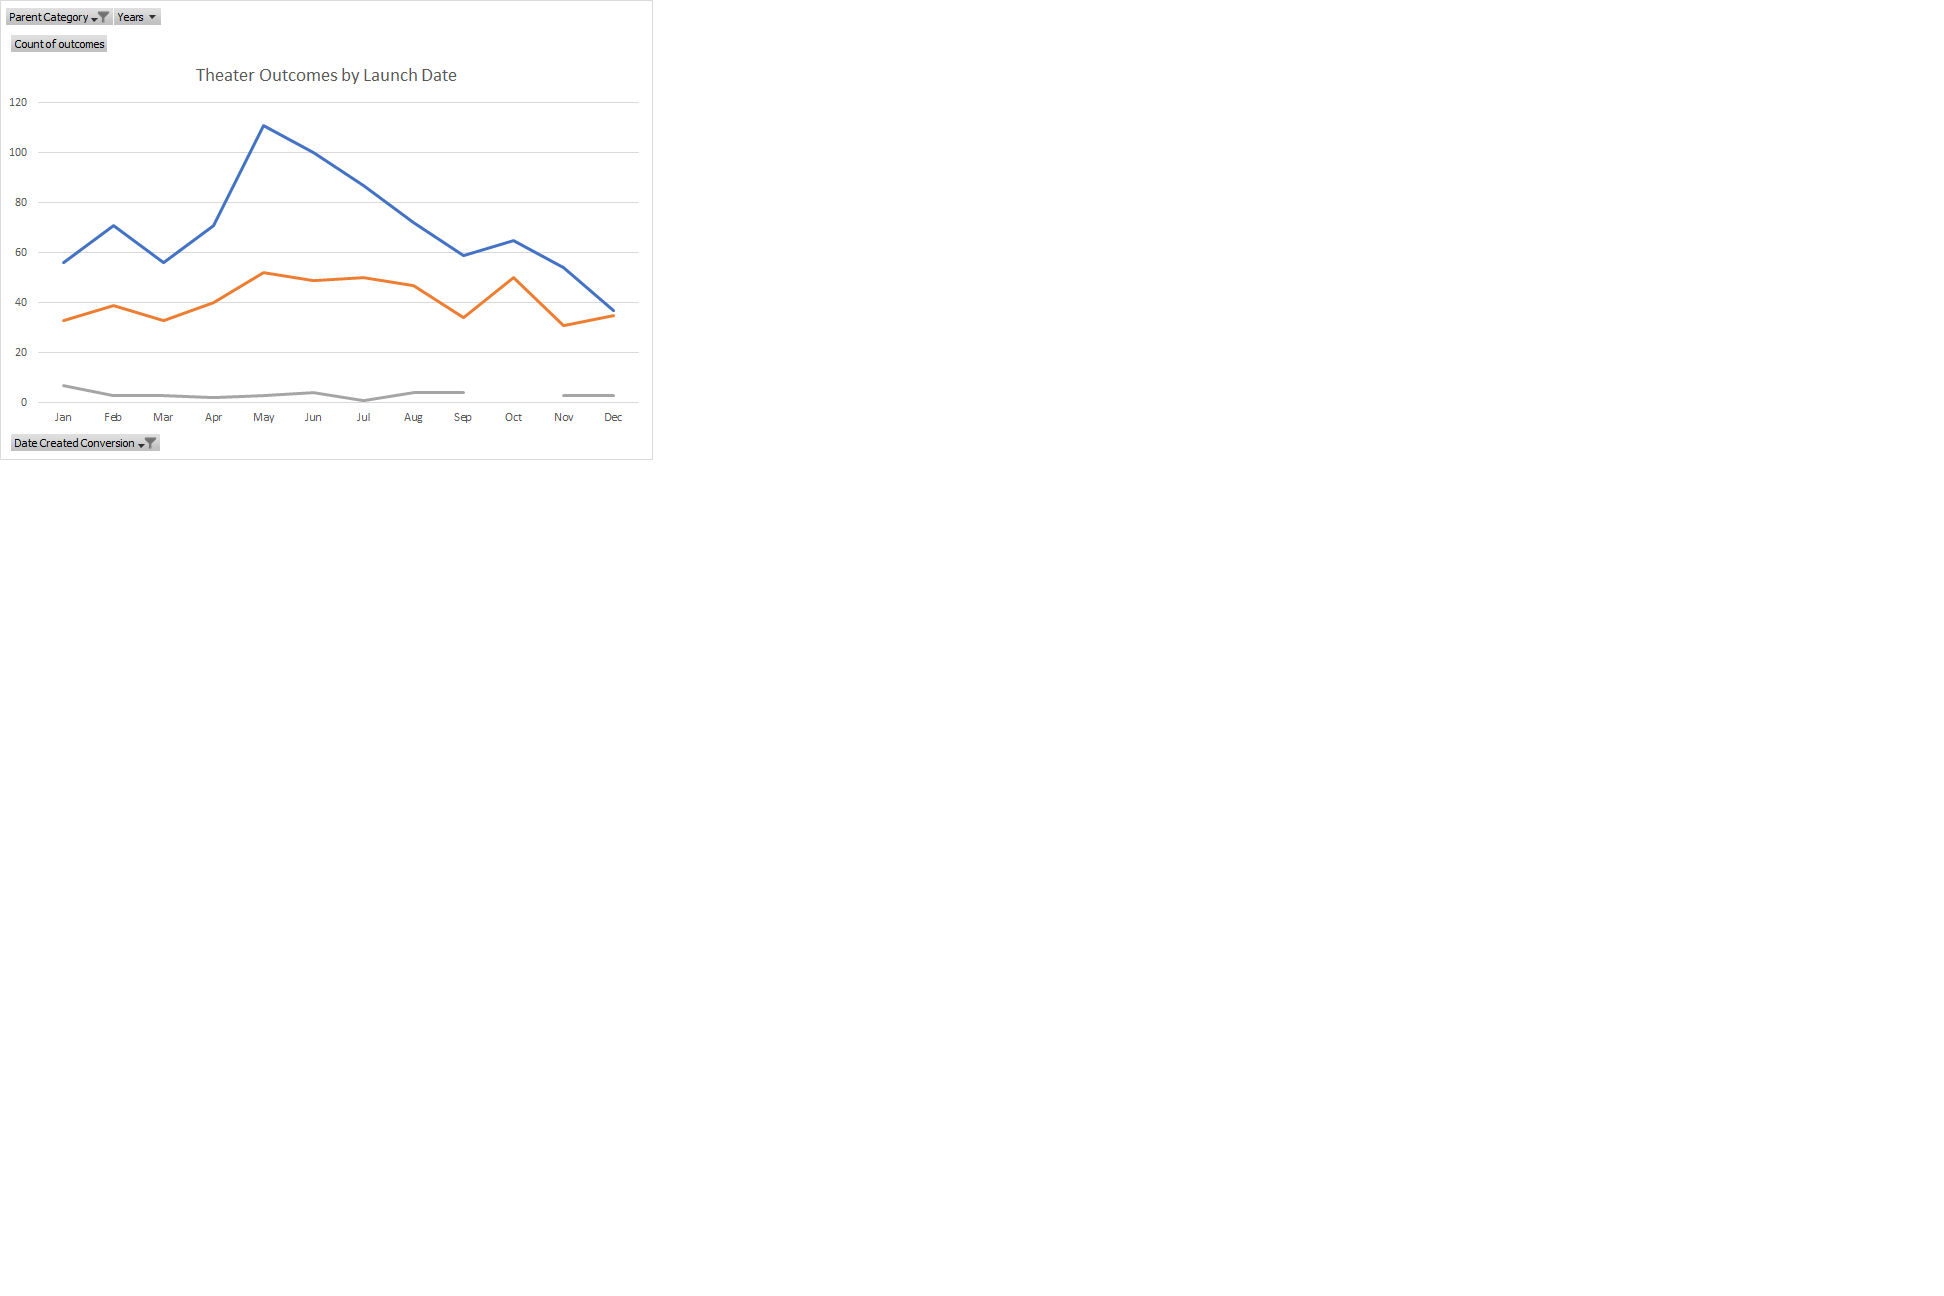 Parent Category Years
Count of outcomes
Theater Outcomes by Launch Date
120
100
80
60
40
20
0
Jan Feb Mar Apr May Jun Jul Aug Sep Oct Nov Dec
Date Created Conversion